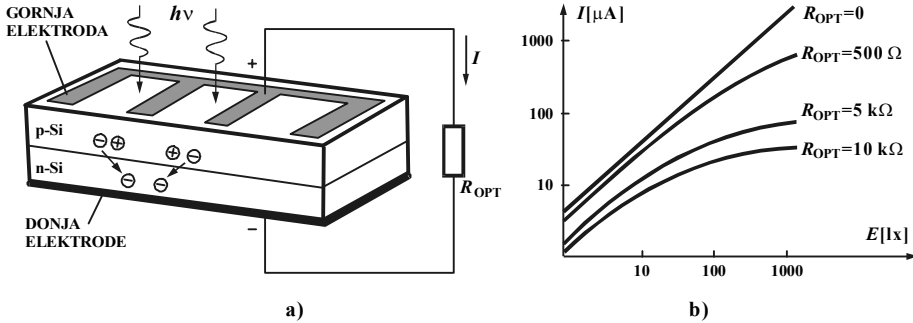 GORNJA
ELEKTRODA
hν
+
I
p-Si
n-Si
R_OPT
DONJA
ELEKTRODE
−
a)
I[μA]
1000
100
10
R_OPT=0
R_OPT=500 Ω
R_OPT=5 kΩ
R_OPT=10 kΩ
E[lx]
10 100 1000
b)